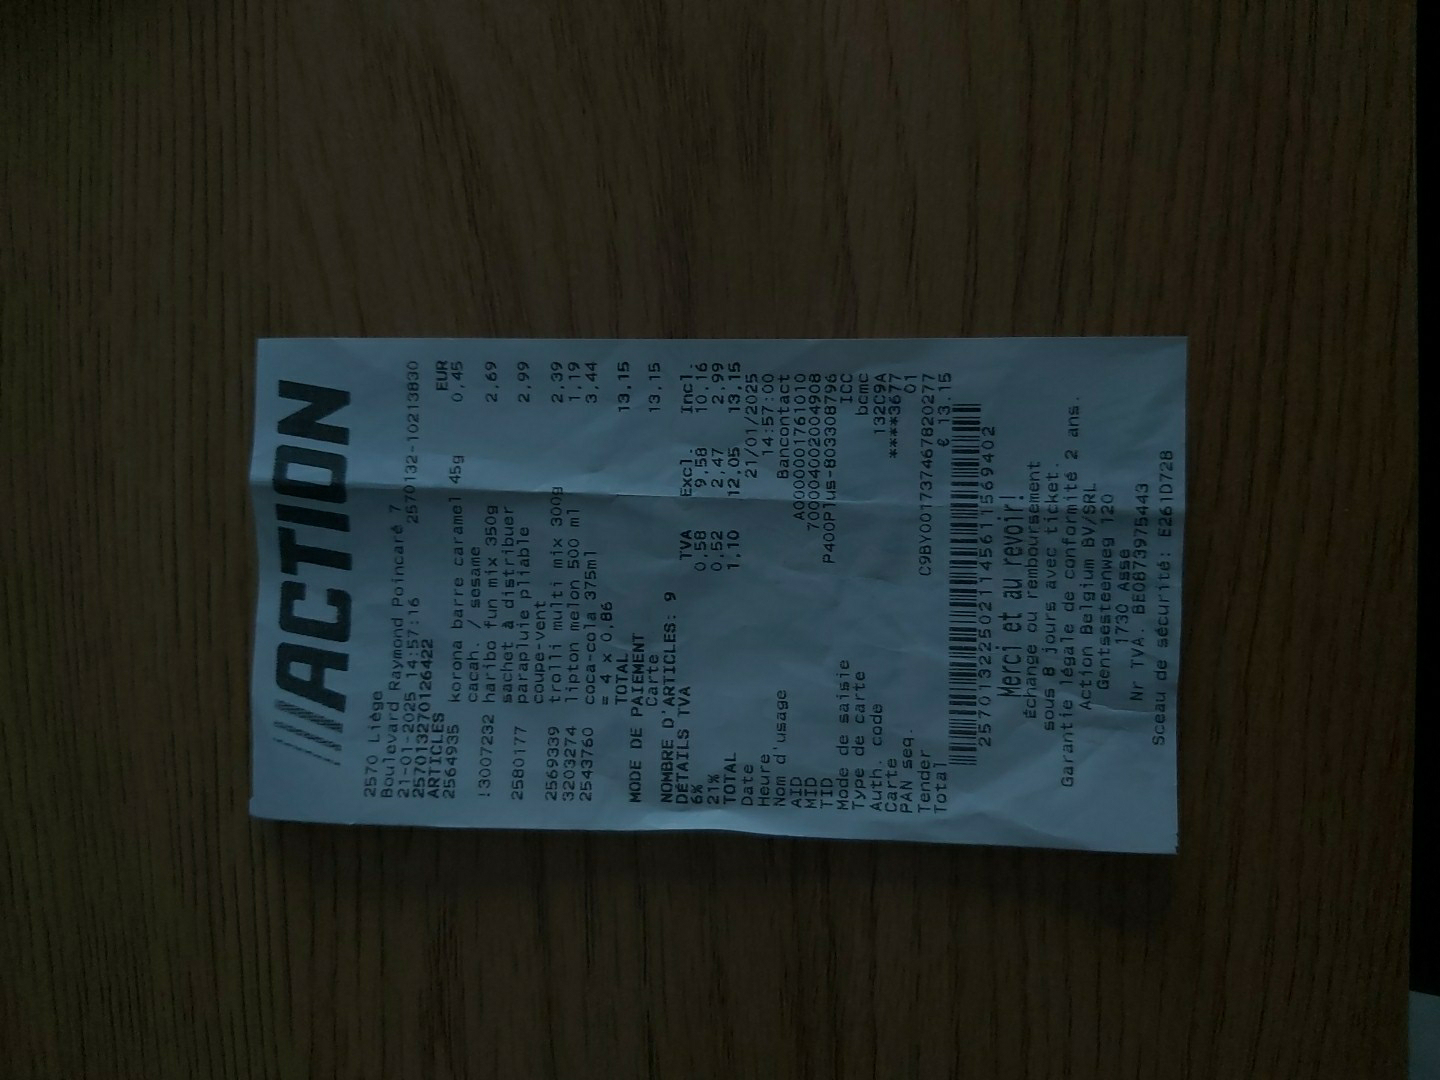 ///ACTION
2570 Liège
Boulevard Raymond Poincaré 7
21-01-2025 14:57:16 2570132-10213830
2570132701264​22
ARTICLES EUR
2564935 korona barre caramel 45g 0,45
cacah. / sesame
!3007232 haribo fun mix 350g 2,69
sachet à distribuer
2580177 parapluie pliable 2,99
coupe-vent
2569339 trolli multi mix 300g 2,39
3203274 lipton melon 500 ml 1,19
2543760 coca-cola 375ml 3,44
= 4 x 0,86
TOTAL 13,15
MODE DE PAIEMENT
Carte 13,15
NOMBRE D'ARTICLES: 9
DÉTAILS TVA TVA Excl. Incl.
6% 0,58 9,58 10,16
21% 0,52 2,47 2,99
TOTAL 1,10 12,05 13,15
Date 21/01/2025
Heure 14:57:00
Nom d'usage Bancontact
AID A0000001761010
MID 700004002004908
TID P400Plus-803308796
Mode de saisie ICC
Type de carte bcmc
Auth. code 132C9A
Carte ****3677
PAN seq. 01
Tender C9BY001737467820277
Total € 13.15
2570132250211456115694​02
Merci et au revoir!
Échange ou remboursement
sous 8 jours avec ticket.
Garantie légale de conformité 2 ans.
Action Belgium BV/SRL
Gentsesteenweg 120
1730 Asse
Nr TVA. BE0873975443
Sceau de sécurité: E261D728